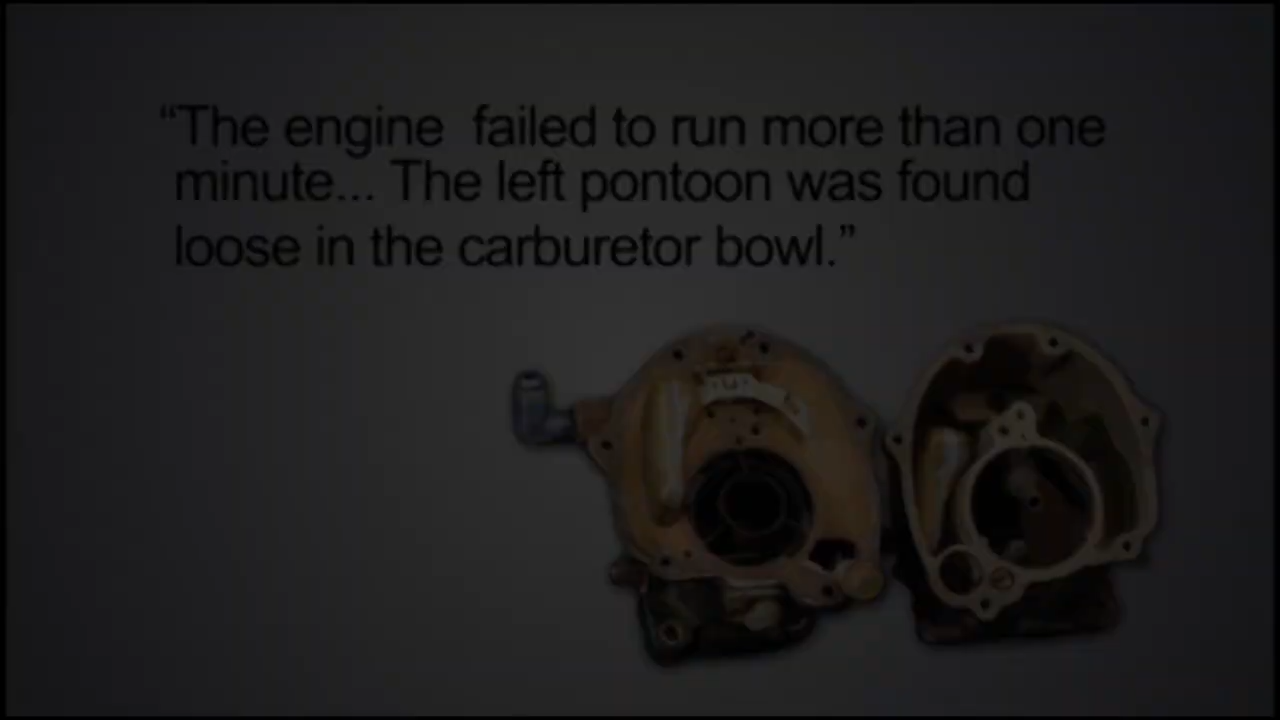 “The engine failed to run more than one
minute... The left pontoon was found
loose in the carburetor bowl.”